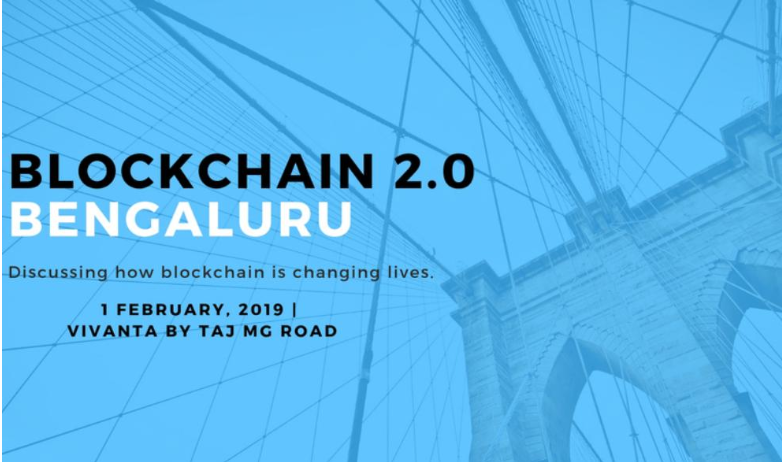 BLOCKCHAIN 2.0
BENGALURU
Discussing how blockchain is changing lives.
1 FEBRUARY, 2019 |
VIVANTA BY TAJ MG ROAD